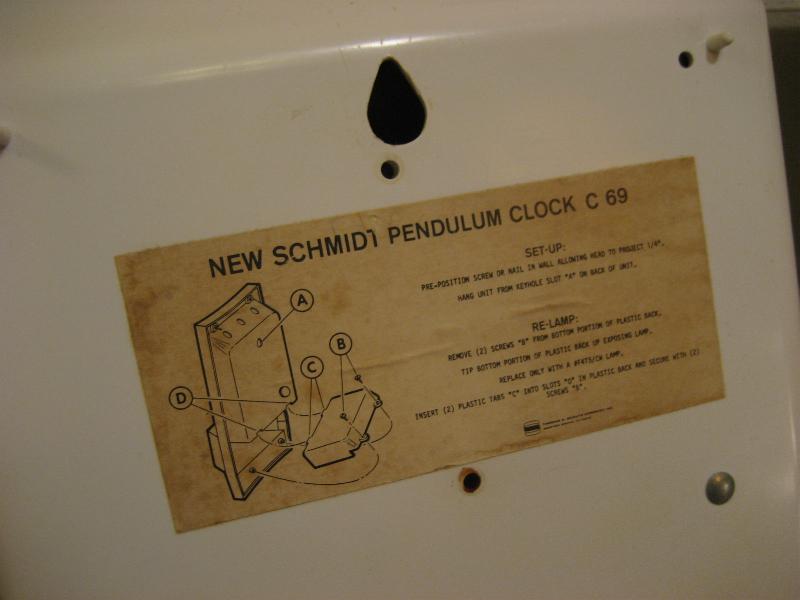 NEW SCHMIDT PENDULUM CLOCK C 69
SET-UP:
PRE-POSITION SCREW OR NAIL IN WALL ALLOWING HEAD TO PROJECT 1/4".
HANG UNIT FROM KEYHOLE SLOT "A" ON BACK OF UNIT.
RE-LAMP:
REMOVE (2) SCREWS "B" FROM BOTTOM PORTION OF PLASTIC BACK.
TIP BOTTOM PORTION OF PLASTIC BACK UP EXPOSING LAMP.
REPLACE ONLY WITH A #F4T5/CW LAMP.
INSERT (2) PLASTIC TABS "C" INTO SLOTS "D" IN PLASTIC BACK AND SECURE WITH (2)
SCREWS "B".
A
B
C
D